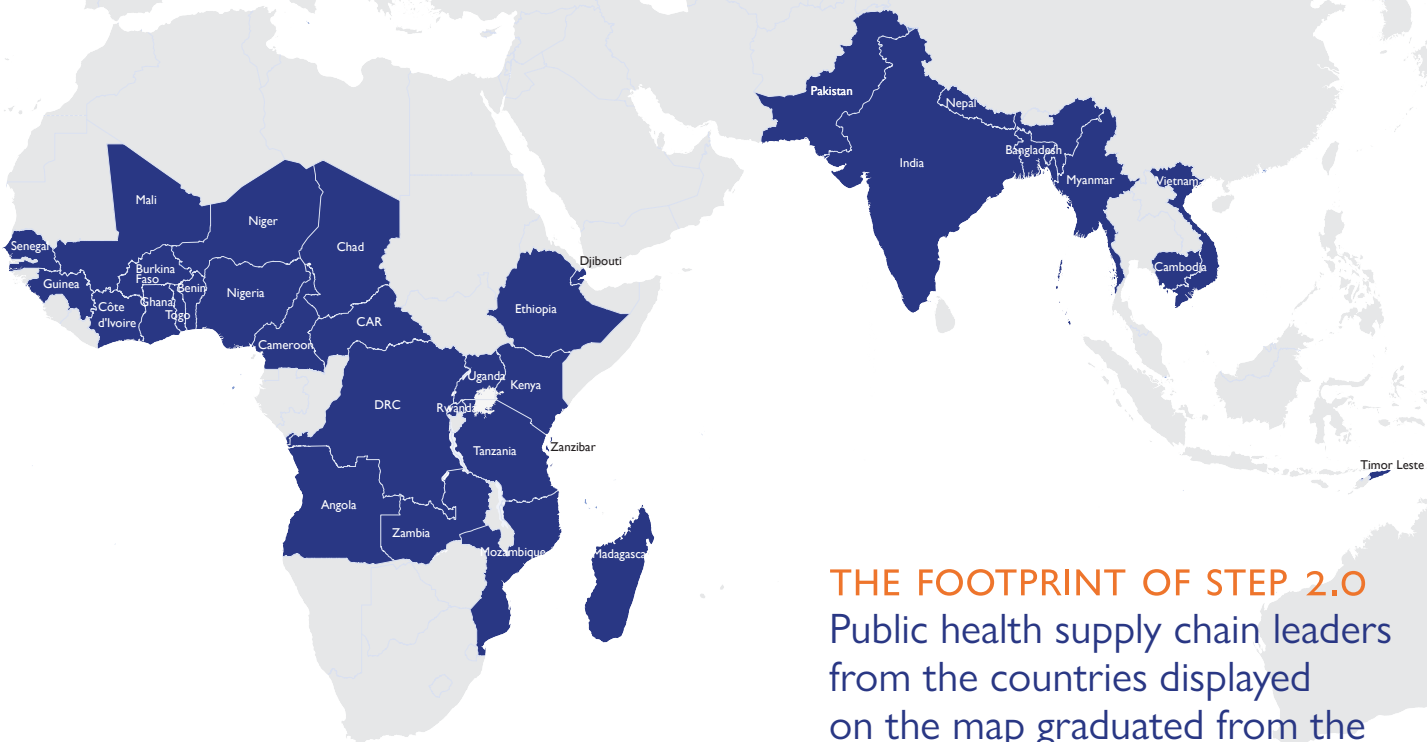 Pakistan
Nepal
Bangladesh
India
Myanmar
Vietnam
Cambodia
Mali
Niger
Chad
Senegal
Guinea
Burkina
Faso
Benin
Ghana
Togo
Nigeria
Côte
d'Ivoire
Cameroon
CAR
Djibouti
Ethiopia
Uganda
Kenya
DRC
Rwanda
Tanzania
Zanzibar
Angola
Zambia
Mozambique
Madagasca
Timor Leste
THE FOOTPRINT OF STEP 2.0
Public health supply chain leaders
from the countries displayed
on the map graduated from the